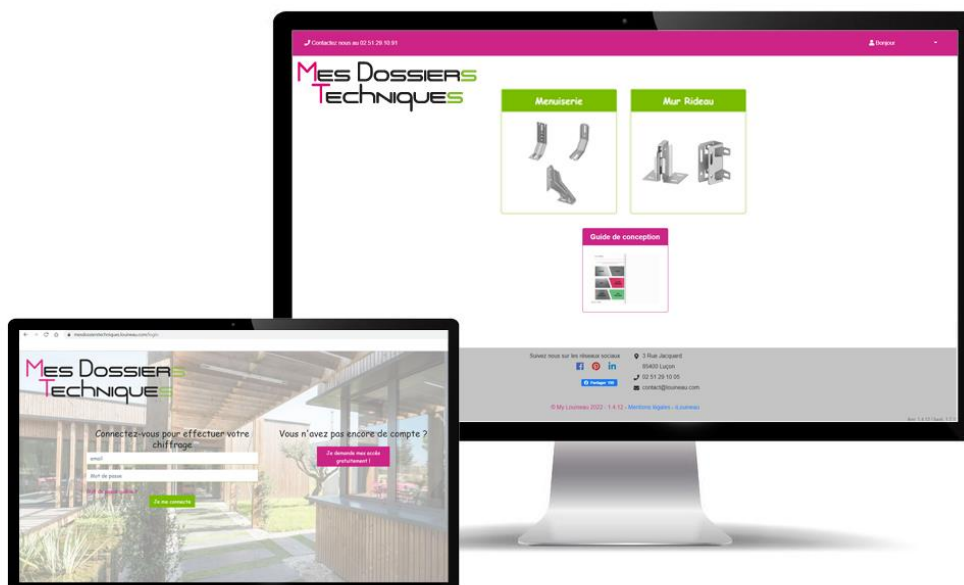 Contactez nous au 02 51 29 10 91
Bonjour
MES DOSSIERS
TECHNIQUES
Menuiserie
Mur Rideau
Guide de conception
Suivez nous sur les réseaux sociaux
3 Rue Jacquard
85400 Luçon
02 51 29 10 05
contact@louineau.com
Partager
© My Louineau 2022 - 1.4.12 - Mentions légales - iLouineau
MES DOSSIERS
TECHNIQUES
Connectez-vous pour effectuer votre
chiffrage
email
Mot de passe
Je me connecte
Vous n'avez pas encore de compte ?
Je demande mes accès
gratuitement !